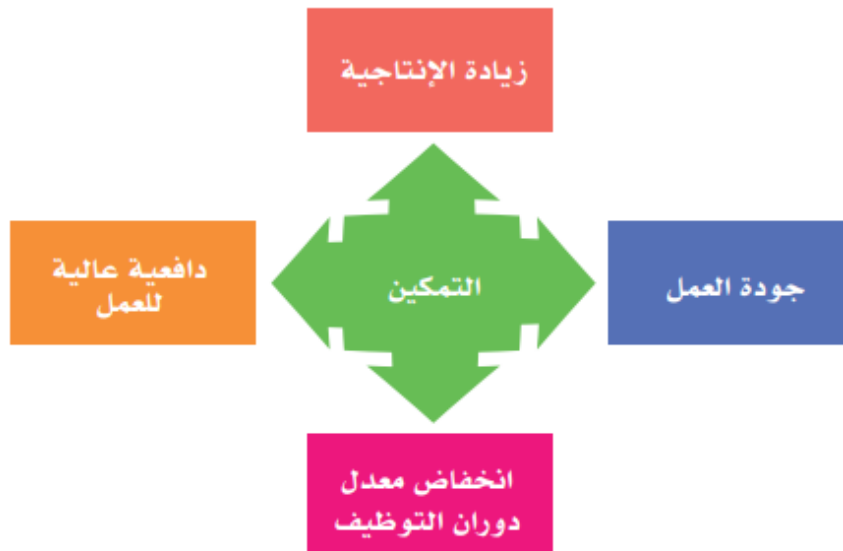 زيادة الإنتاجية
جودة العمل
التمكين
دافعية عالية
للعمل
انخفاض معدل
دوران التوظيف